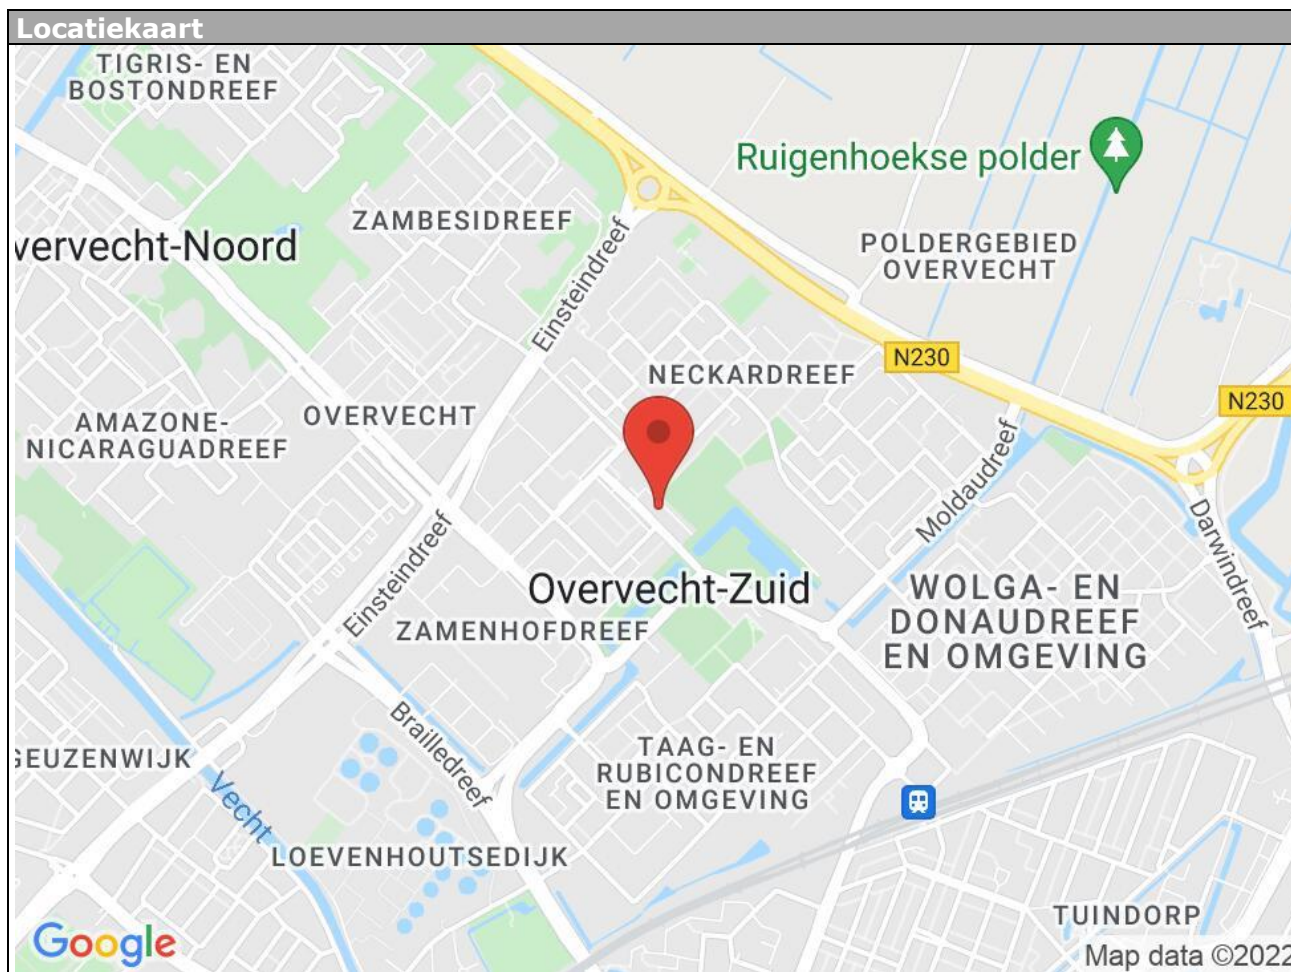 Locatiekaart
TIGRIS- EN
BOSTONDREEF
Ruigenhoekse polder
ZAMBESIDREEF
vervecht-Noord
POLDERGEBIED
OVERVECHT
Einsteindreef
N230
NECKARDREEF
N230
AMAZONE-
NICARAGUADREEF
OVERVECHT
Moldaudreef
Darwindreef
Einsteindreef
Overvecht-Zuid
WOLGA- EN
DONAUDREEF
EN OMGEVING
ZAMENHOFDREEF
Brailledreef
GEUZENWIJK
TAAG- EN
RUBICONDREEF
EN OMGEVING
Vecht
LOEVENHOUTSEDIJK
TUINDORP
Google
Map data ©2022